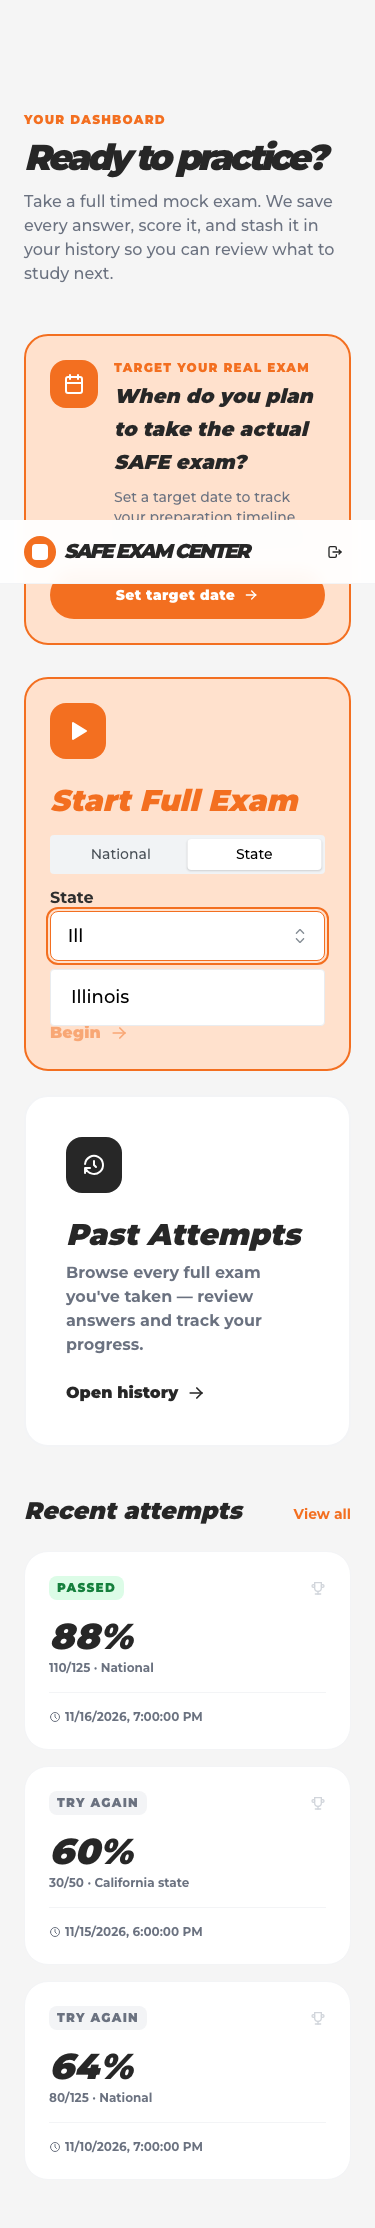 YOUR DASHBOARD
Ready to practice?
Take a full timed mock exam. We save
every answer, score it, and stash it in
your history so you can review what to
study next.
TARGET YOUR REAL EXAM
When do you plan
to take the actual
SAFE exam?
Set a target date to track
your preparation timeline
SAFE EXAM CENTER
Set target date
Start Full Exam
National
State
State
Ill
Illinois
Begin
Past Attempts
Browse every full exam
you've taken — review
answers and track your
progress.
Open history
Recent attempts
View all
PASSED
88%
110/125 · National
11/16/2026, 7:00:00 PM
TRY AGAIN
60%
30/50 · California state
11/15/2026, 6:00:00 PM
TRY AGAIN
64%
80/125 · National
11/10/2026, 7:00:00 PM